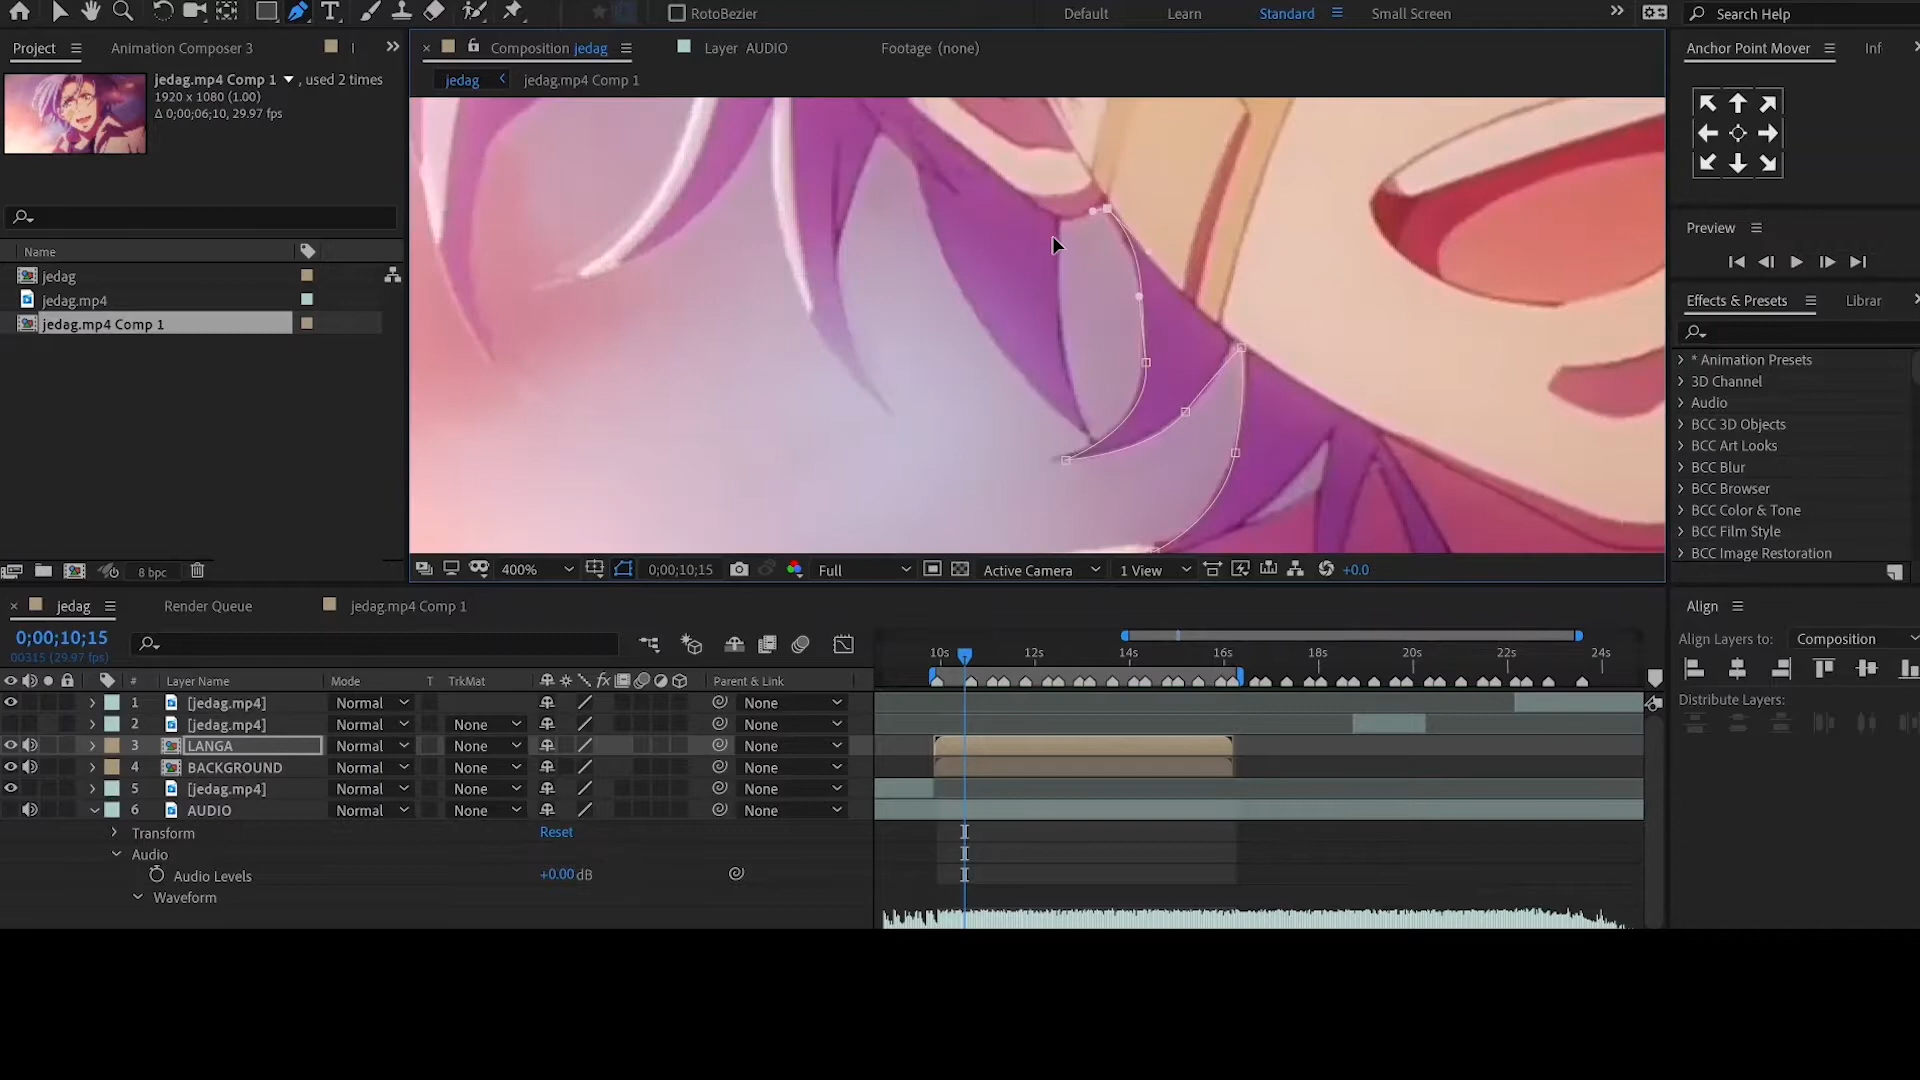 RotoBezier
Default
Learn
Standard
Small Screen
Search Help
Project
Animation Composer 3
Composition jedag
Layer AUDIO
Footage (none)
Anchor Point Mover
Inf
jedag
jedag.mp4 Comp 1
jedag.mp4 Comp 1 , used 2 times
1920 x 1080 (1.00)
Δ 0;00;06;10, 29.97 fps
Preview
Name
jedag
jedag.mp4
jedag.mp4 Comp 1
Effects & Presets
Librar
* Animation Presets
3D Channel
Audio
BCC 3D Objects
BCC Art Looks
BCC Blur
BCC Browser
BCC Color & Tone
BCC Film Style
BCC Image Restoration
8 bpc
400%
0;00;10;15
Full
Active Camera
1 View
+0.0
jedag
Render Queue
jedag.mp4 Comp 1
Align
0;00;10;15
00315 (29.97 fps)
Align Layers to:
Composition
10s
12s
14s
16s
18s
20s
22s
24s
# Layer Name Mode T TrkMat Parent & Link
Distribute Layers:
1 [jedag.mp4] Normal None
2 [jedag.mp4] Normal None None
3 LANGA Normal None None
4 BACKGROUND Normal None None
5 [jedag.mp4] Normal None None
6 AUDIO Normal None None
Transform
Reset
Audio
Audio Levels
+0.00 dB
Waveform